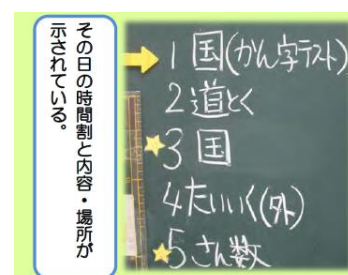 その日の時間割と内容・場所が
示されている。
1 国(かん字テスト)
2 道とく
3 国
4 たいいく(外)
5 さん数